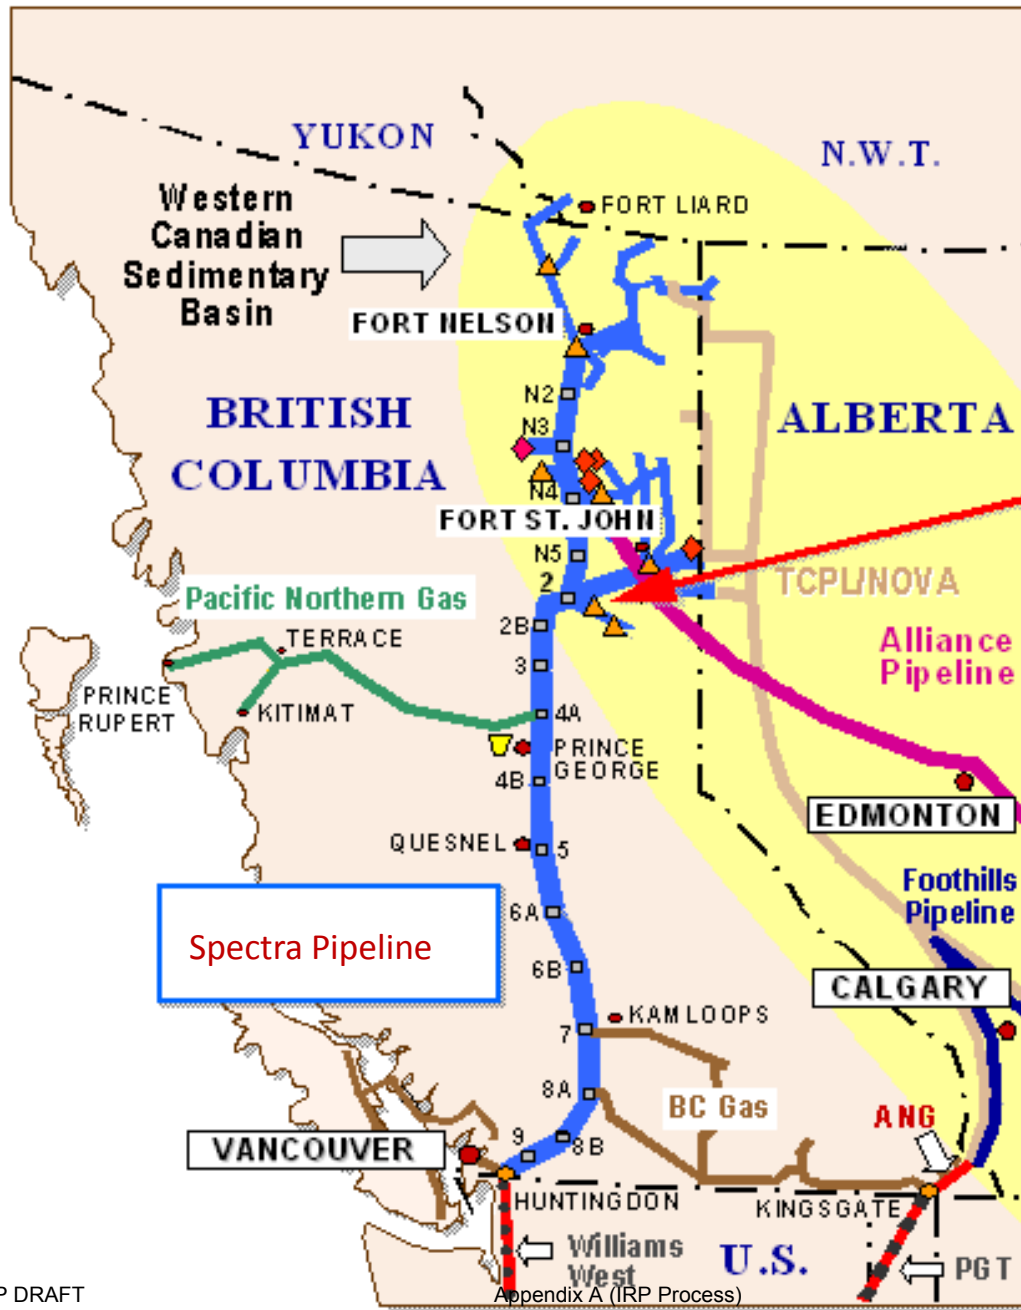 YUKON
N.W.T.
Western
Canadian
Sedimentary
Basin
FORT LIARD
FORT NELSON
N2
BRITISH
COLUMBIA
ALBERTA
N3
N4
FORT ST. JOHN
N5
2
TCPL/NOVA
Pacific Northern Gas
2B
TERRACE
3
Alliance
Pipeline
PRINCE
RUPERT
KITIMAT
4A
PRINCE
GEORGE
4B
EDMONTON
QUESNEL
5
Foothills
Pipeline
6A
Spectra Pipeline
6B
CALGARY
KAMLOOPS
7
8A
BC Gas
ANG
VANCOUVER
9
8B
HUNTINGDON
KINGSGATE
Williams
West
U.S.
PGT
P DRAFT
Appendix A (IRP Process)